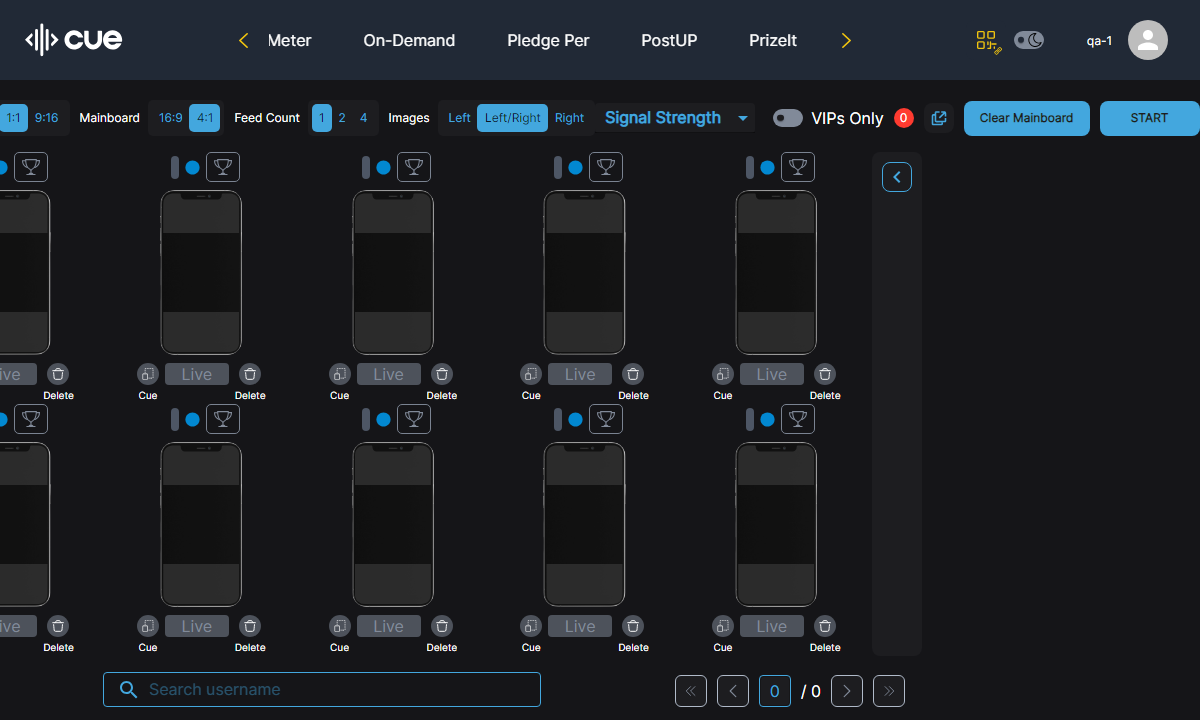 cue Meter On-Demand Pledge Per PostUP PrizeIt qa-1
1:1 9:16 Mainboard 16:9 4:1 Feed Count 1 2 4 Images Left Left/Right Right Signal Strength VIPs Only 0 Clear Mainboard START
ive Live Live Live Live
Delete Cue Delete Cue Delete Cue Delete Cue Delete
ive Live Live Live Live
Delete Cue Delete Cue Delete Cue Delete Cue Delete
Search username 0 / 0